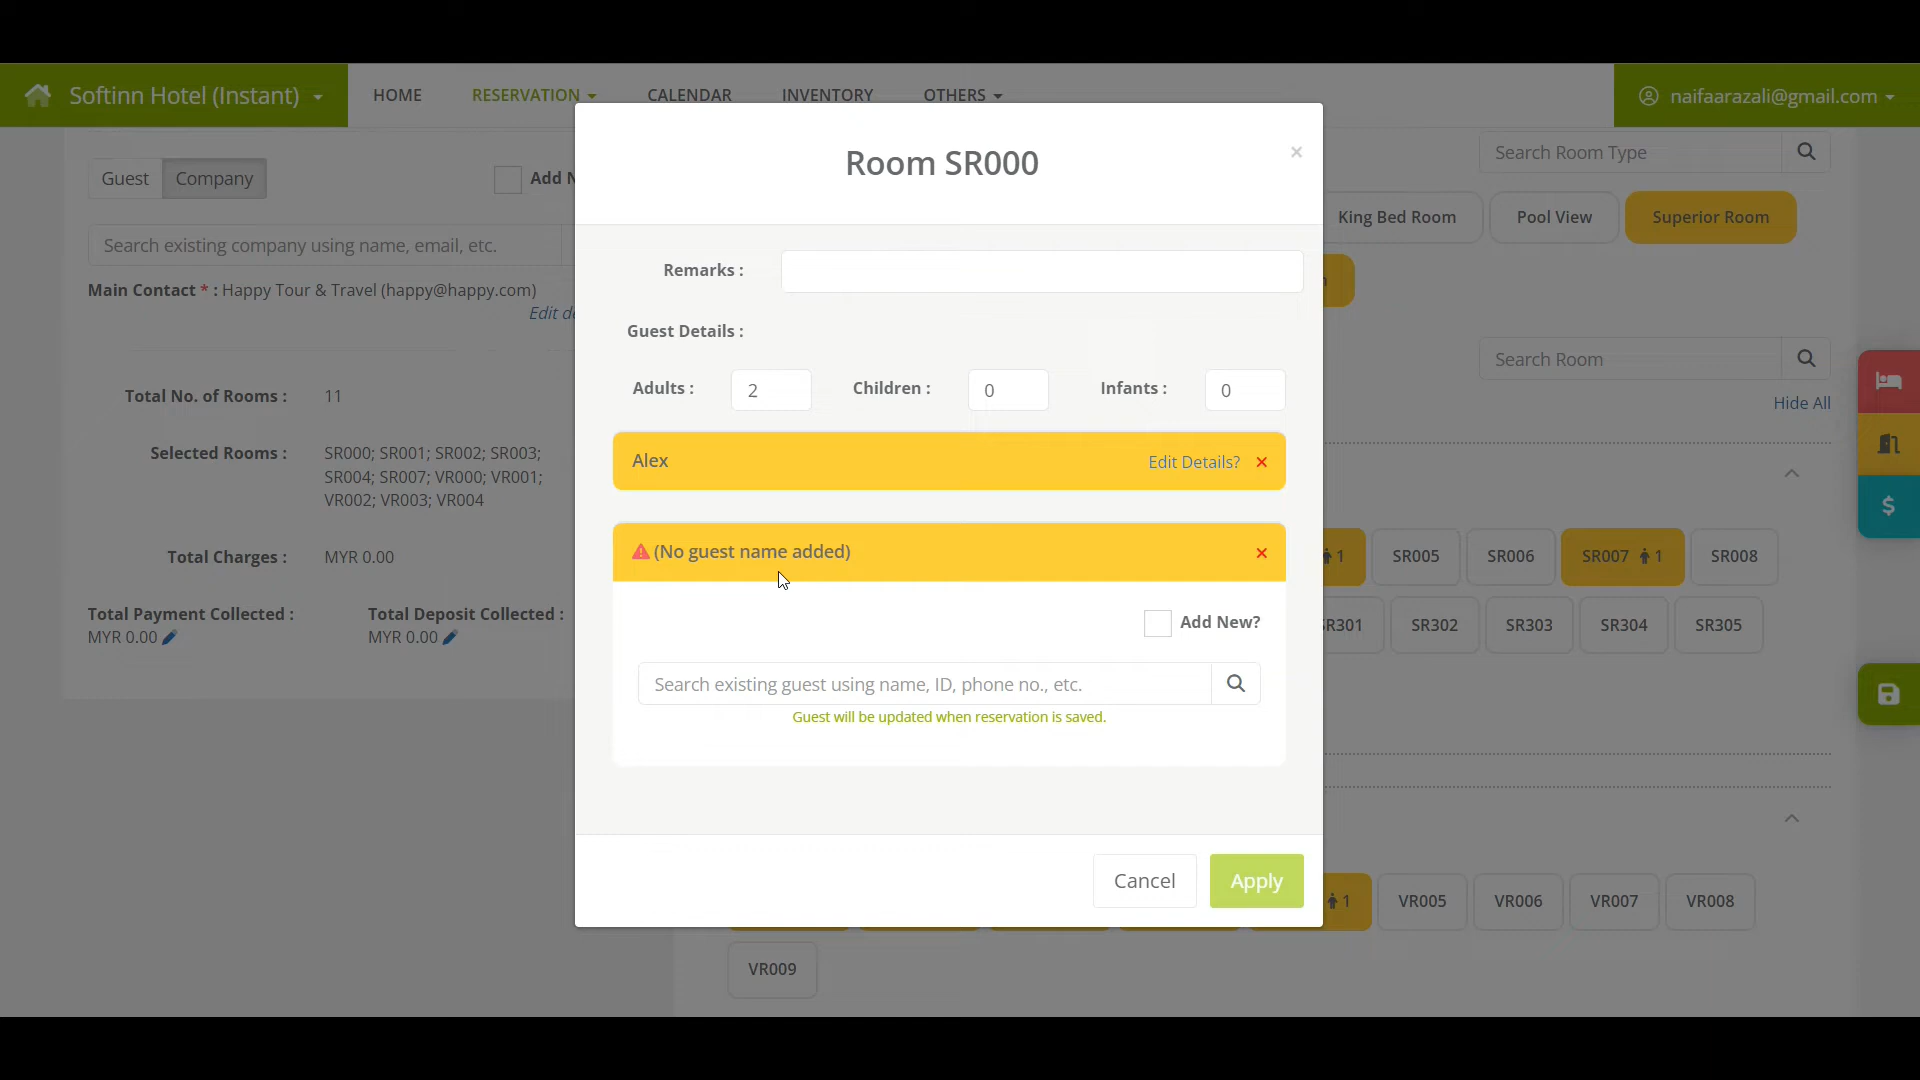 Softinn Hotel (Instant)
HOME
RESERVATION
CALENDAR
INVENTORY
OTHERS
naifaarazali@gmail.com
Guest
Company
Add N
Search existing company using name, email, etc.
Main Contact * : Happy Tour & Travel (happy@happy.com)
Edit de
Total No. of Rooms : 11
Selected Rooms : SR000; SR001; SR002; SR003;
SR004; SR007; VR000; VR001;
VR002; VR003; VR004
Total Charges : MYR 0.00
Total Payment Collected :
MYR 0.00
Total Deposit Collected :
MYR 0.00
Room SR000
×
Remarks :
Guest Details :
Adults : 2
Children : 0
Infants : 0
Alex
Edit Details?
(No guest name added)
Add New?
Search existing guest using name, ID, phone no., etc.
Guest will be updated when reservation is saved.
Cancel
Apply
Search Room Type
King Bed Room
Pool View
Superior Room
Search Room
Hide All
1
SR005
SR006
SR007 1
SR008
SR301
SR302
SR303
SR304
SR305
1
VR005
VR006
VR007
VR008
VR009
$